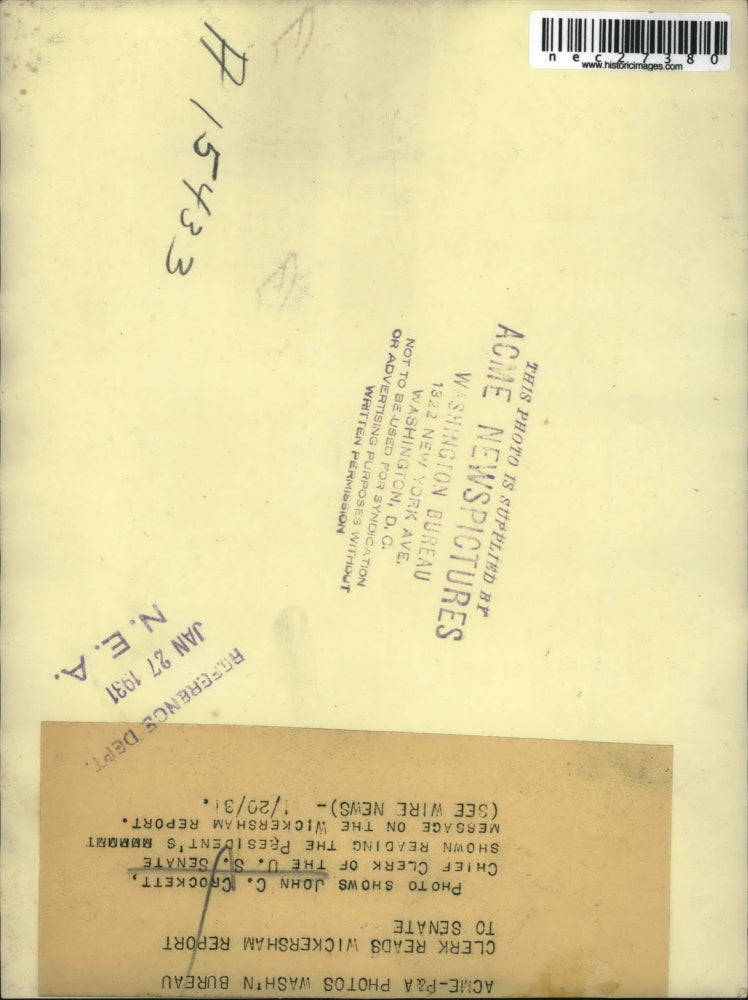 nec27380
www.historicimages.com
A 15433
THIS PHOTO IS SUPPLIED BY
ACME NEWSPICTURES
WASHINGTON BUREAU
1322 NEW YORK AVE.
WASHINGTON, D. C.
NOT TO BE USED FOR SYNDICATION
OR ADVERTISING PURPOSES WITHOUT
WRITTEN PERMISSION
REFERENCE DEPT.
JAN 27 1931
N. E. A.
ACME-P&A PHOTOS WASH'N BUREAU
CLERK READS WICKERSHAM REPORT
TO SENATE
PHOTO SHOWS JOHN C. CROCKETT,
CHIEF CLERK OF THE U. S. SENATE
SHOWN READING THE PRESIDENT'S
MESSAGE ON THE WICKERSHAM REPORT.
(SEE WIRE NEWS)- 1/20/31.